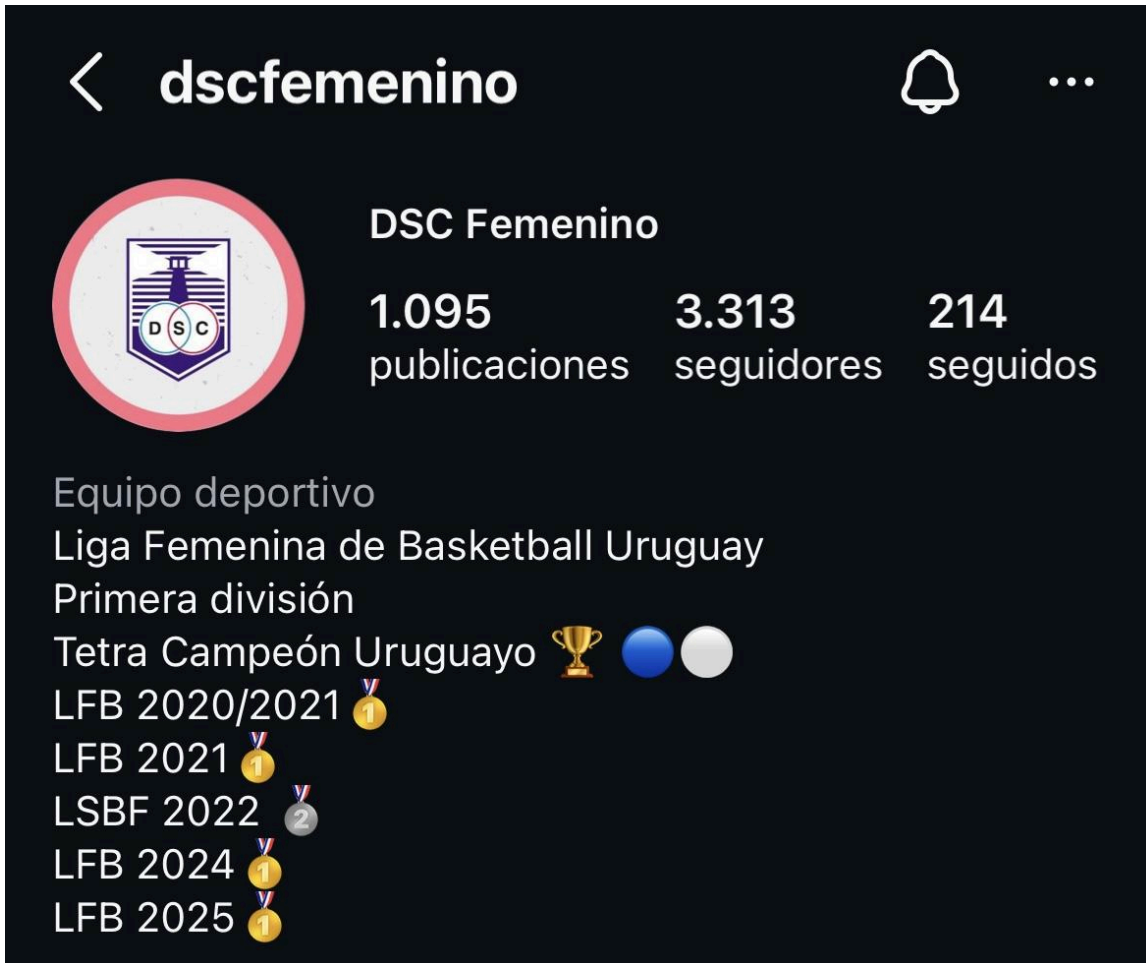 dscfemenino
DSC Femenino
1.095 3.313 214
publicaciones seguidores seguidos
DSC
Equipo deportivo
Liga Femenina de Basketball Uruguay
Primera división
Tetra Campeón Uruguayo 🏆 🔵⚪
LFB 2020/2021🥇
LFB 2021🥇
LSBF 2022 🥈
LFB 2024🥇
LFB 2025🥇